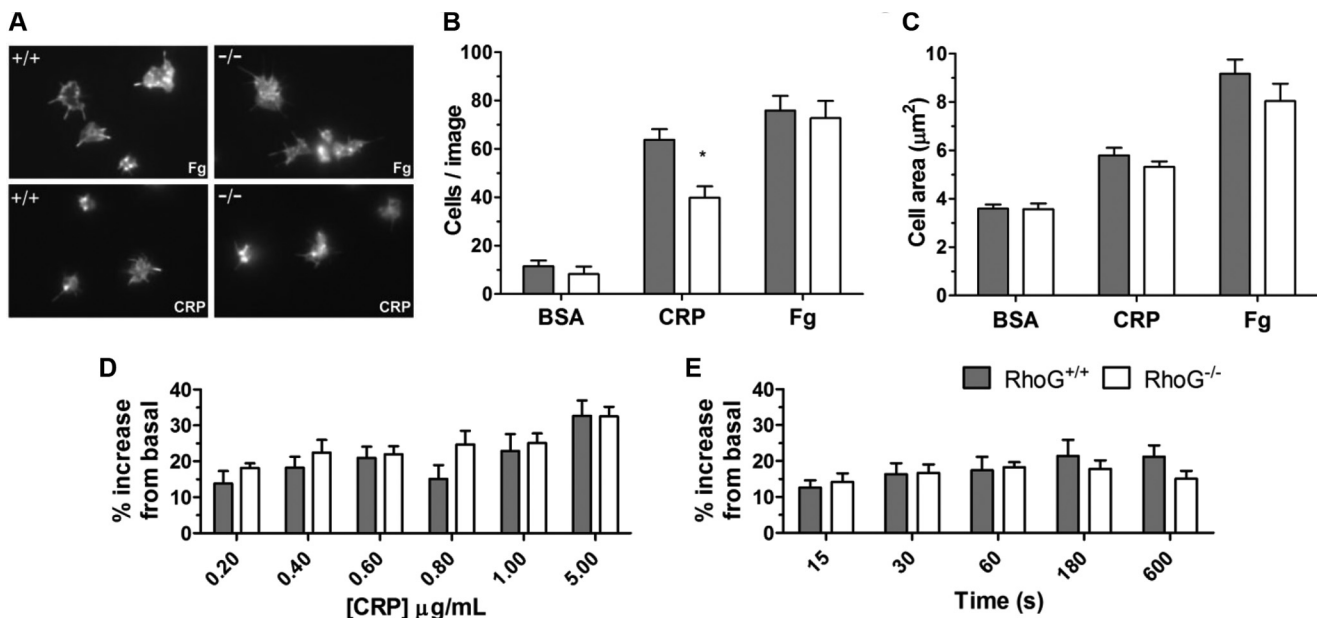 A
+/+
-/-
Fg
Fg
+/+
-/-
CRP
CRP
B
Cells / image
100
80
60
40
20
0
*
BSA CRP Fg
C
Cell area (μm²)
10
8
6
4
2
0
BSA CRP Fg
D
% increase
from basal
40
30
20
10
0
0.20 0.40 0.60 0.80 1.00 5.00
[CRP] μg/mL
E
RhoG+/+ RhoG-/-
% increase
from basal
40
30
20
10
0
15 30 60 180 600
Time (s)